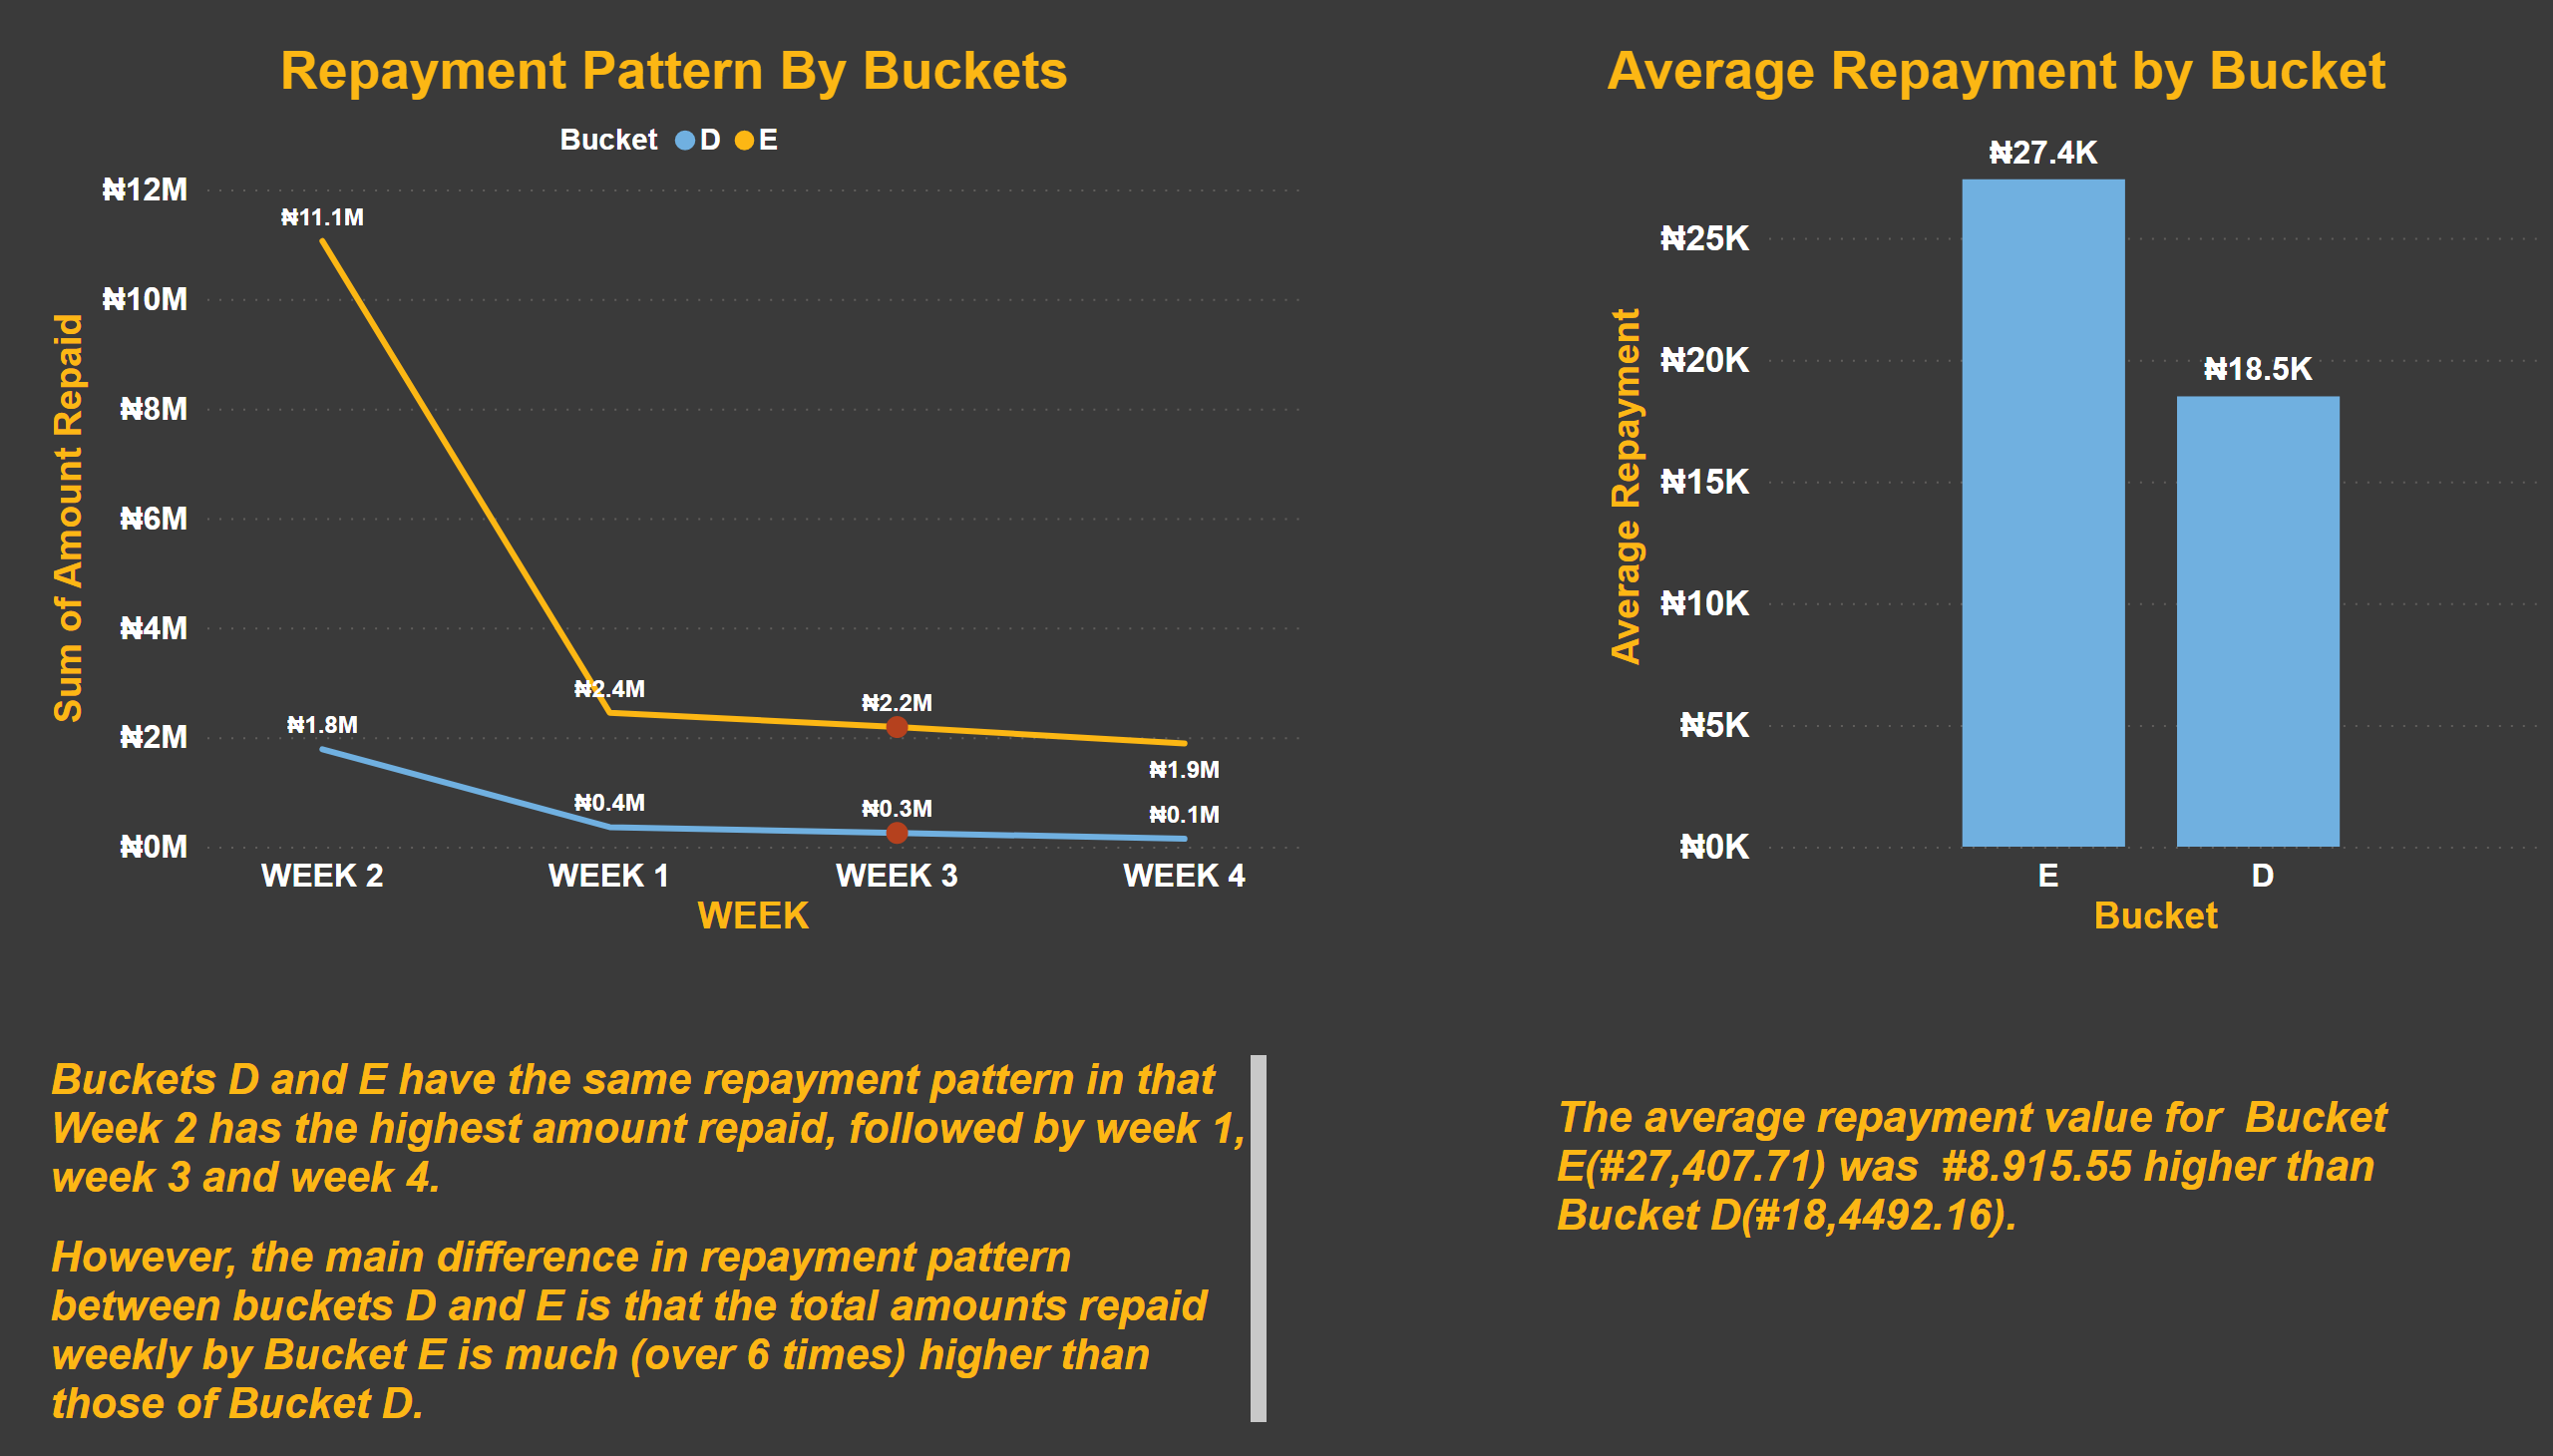 Repayment Pattern By Buckets
Bucket D E
₦12M
₦11.1M
₦10M
₦8M
₦6M
₦4M
₦2M
₦0M
Sum of Amount Repaid
₦2.4M
₦2.2M
₦1.9M
₦1.8M
₦0.4M
₦0.3M
₦0.1M
WEEK 2 WEEK 1 WEEK 3 WEEK 4
WEEK
Average Repayment by Bucket
₦27.4K
₦18.5K
₦25K
₦20K
₦15K
₦10K
₦5K
₦0K
Average Repayment
E D
Bucket
Buckets D and E have the same repayment pattern in that
Week 2 has the highest amount repaid, followed by week 1,
week 3 and week 4.
However, the main difference in repayment pattern
between buckets D and E is that the total amounts repaid
weekly by Bucket E is much (over 6 times) higher than
those of Bucket D.
The average repayment value for  Bucket
E(#27,407.71) was  #8.915.55 higher than
Bucket D(#18,4492.16).